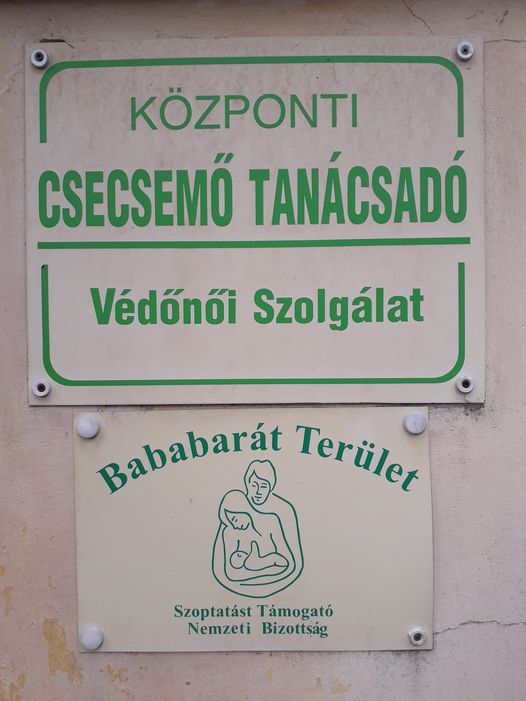 KÖZPONTI
CSECSEMŐ TANÁCSADÓ
Védőnői Szolgálat
Bababarát Terület
Szoptatást Támogató
Nemzeti Bizottság